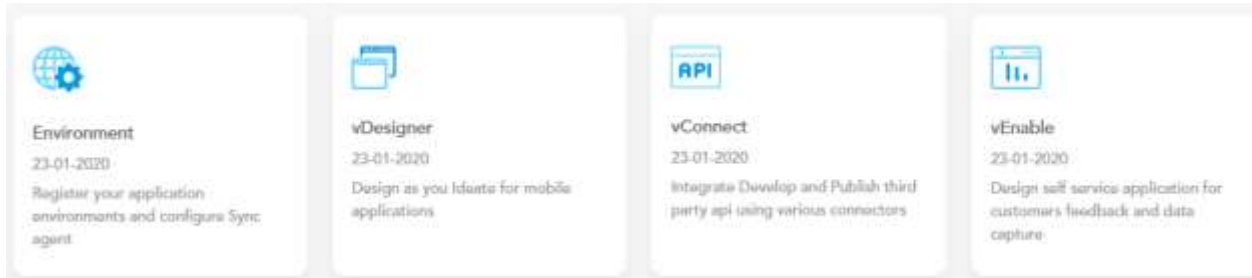 Environment
23-01-2020
Register your application
environments and configure Sync
agent
vDesigner
23-01-2020
Design as you Ideate for mobile
applications
API
vConnect
23-01-2020
Integrate Develop and Publish third
party api using various connectors
vEnable
23-01-2020
Design self service application for
customers feedback and data
capture